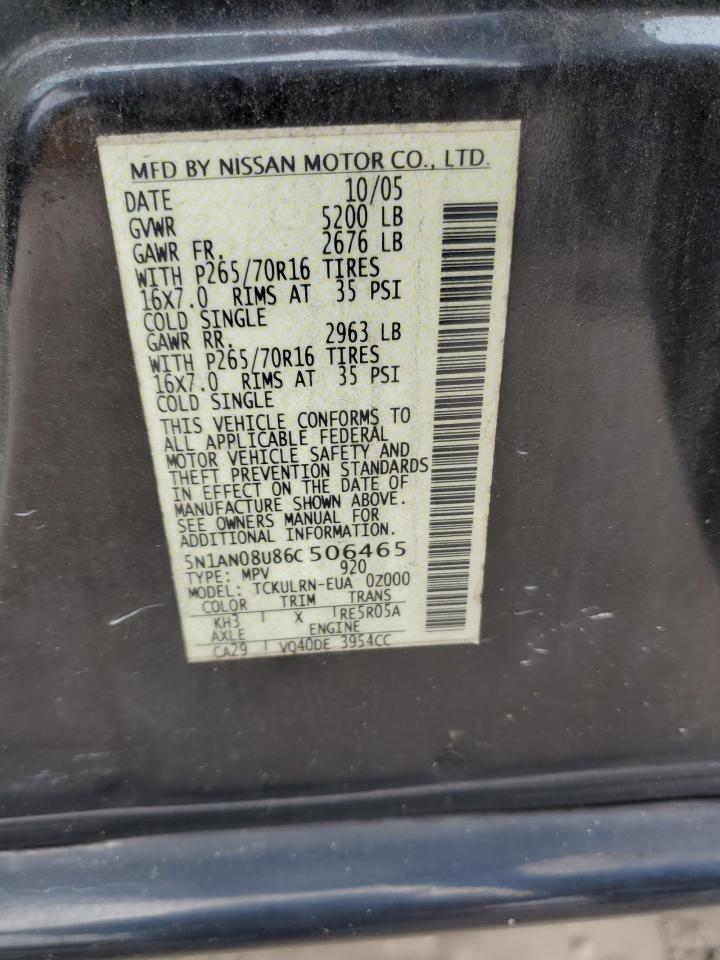 MFD BY NISSAN MOTOR CO., LTD.
DATE 10/05
GVWR 5200 LB
GAWR FR. 2676 LB
WITH P265/70R16 TIRES
16X7.0 RIMS AT 35 PSI
COLD SINGLE
GAWR RR. 2963 LB
WITH P265/70R16 TIRES
16X7.0 RIMS AT 35 PSI
COLD SINGLE
THIS VEHICLE CONFORMS TO
ALL APPLICABLE FEDERAL
MOTOR VEHICLE SAFETY AND
THEFT PREVENTION STANDARDS
IN EFFECT ON THE DATE OF
MANUFACTURE SHOWN ABOVE.
SEE OWNERS MANUAL FOR
ADDITIONAL INFORMATION.
5N1AN08U86C506465
TYPE: MPV 920
MODEL: TCKULRN-EUA 0Z000
COLOR TRIM TRANS
KH3 X RE5R05A
AXLE ENGINE
CA29 VQ40DE 3954CC